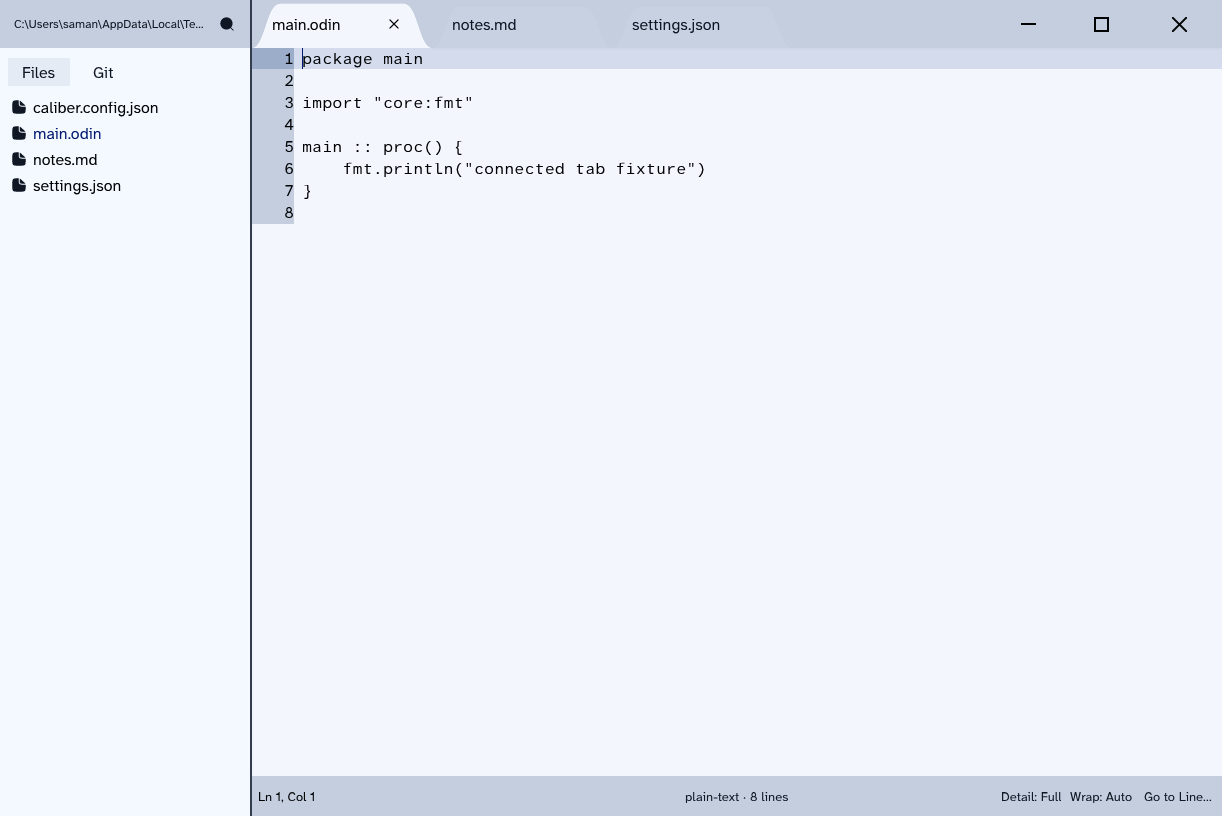 C:\Users\saman\AppData\Local\Te...
main.odin
notes.md
settings.json
Files
Git
caliber.config.json
main.odin
notes.md
settings.json
1 package main
2
3 import "core:fmt"
4
5 main :: proc() {
6     fmt.println("connected tab fixture")
7 }
8
Ln 1, Col 1
plain-text · 8 lines
Detail: Full
Wrap: Auto
Go to Line...